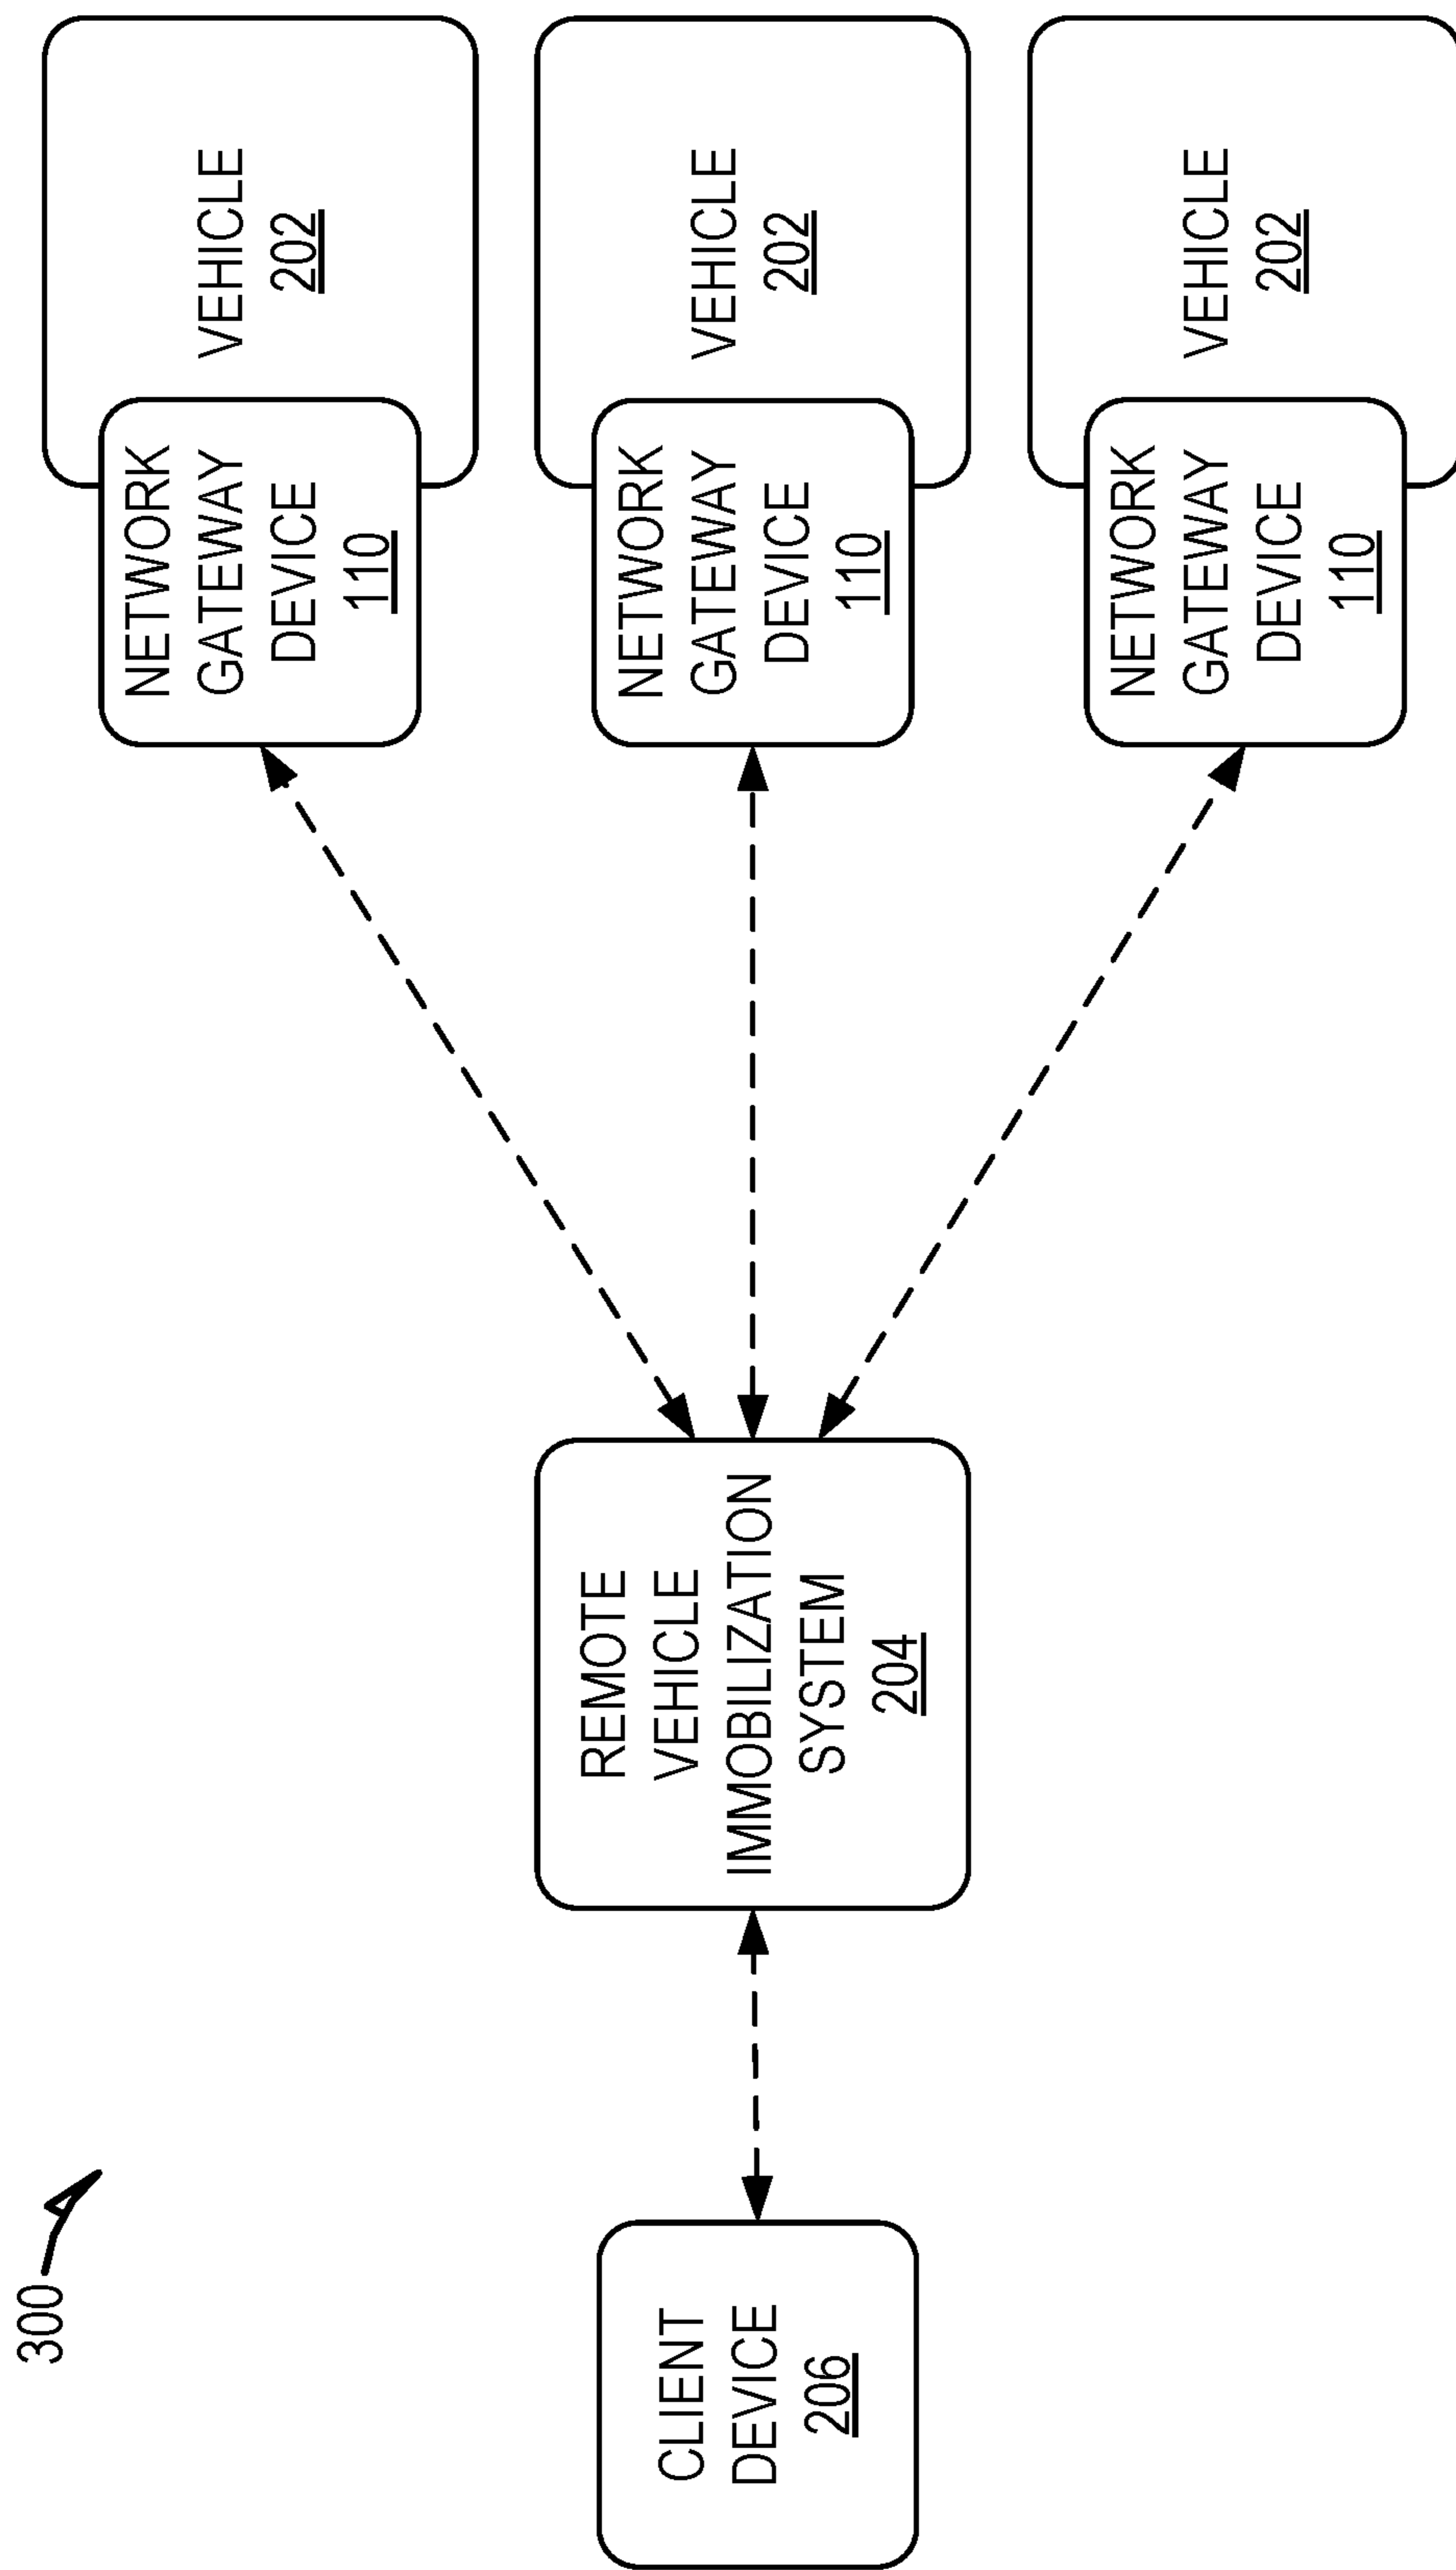 300
CLIENT
DEVICE
206
REMOTE
VEHICLE
IMMOBILIZATION
SYSTEM
204
NETWORK
GATEWAY
DEVICE
110
VEHICLE
202
NETWORK
GATEWAY
DEVICE
110
VEHICLE
202
NETWORK
GATEWAY
DEVICE
110
VEHICLE
202